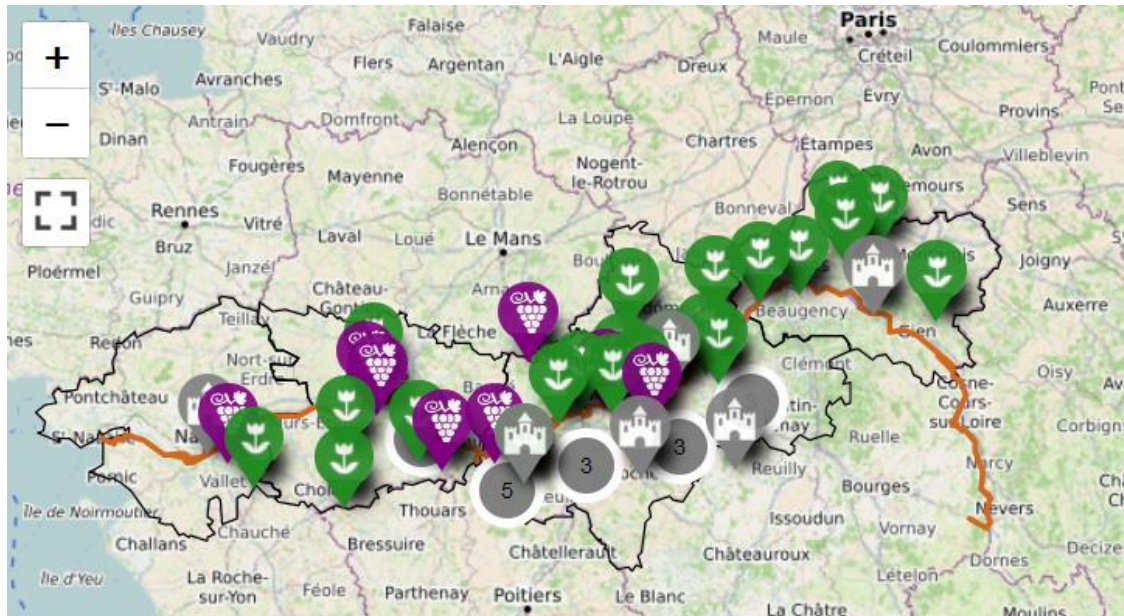 Îles Chausey
Falaise
Paris
Vaudry
Maule
Créteil
Coulommiers
+
Flers
Argentan
L'Aigle
Dreux
Avranches
Sᵗ-Malo
Évry
Epernon
Provins
−
Antrain
Domfront
La Loupe
Dinan
Chartres
Étampes
Avon
Villeblevin
Alençon
Fougères
Nogent-
le-Rotrou
Mayenne
Bonnétable
Sens
Rennes
Vitré
Bonneval
Bruz
Laval
Loué
Le Mans
Joigny
Ploërmel
Janzé
Guipry
Château-
Auxerre
Teillay
La Flèche
Beaugency
Gien
Redon
Nort-sur-
Erdre
Clémont
Oisy
Pontchâteau
Cosne-
Cours-
sur-Loire
Corbigny
3
Ruelle
Pornic
Vallet
3
Reuilly
Narcy
5
Bourges
Île de Noirmoutier
Thouars
Nevers
Chauché
Issoudun
Vornay
Challans
Bressuire
Châtellerault
Châteauroux
Decize
Île d'Yeu
La Roche-
sur-Yon
Dornes
Féole
Parthenay
Poitiers
Le Blanc
Lételon
La Châtre
Moulins